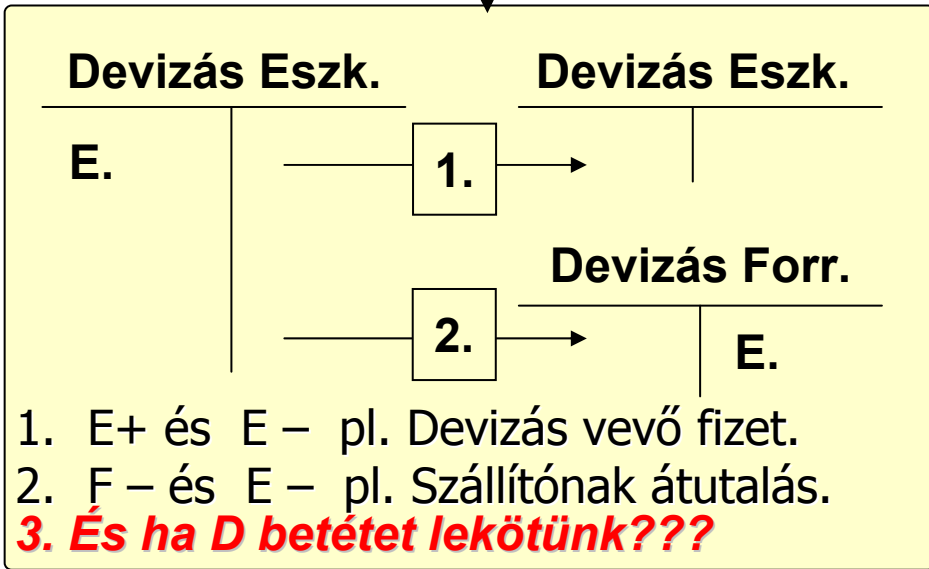 Devizás Eszk. Devizás Eszk.
E.
1.
Devizás Forr.
2.
E.
1. E+ és E – pl. Devizás vevő fizet.
2. F – és E – pl. Szállítónak átutalás.
3. És ha D betétet lekötünk???